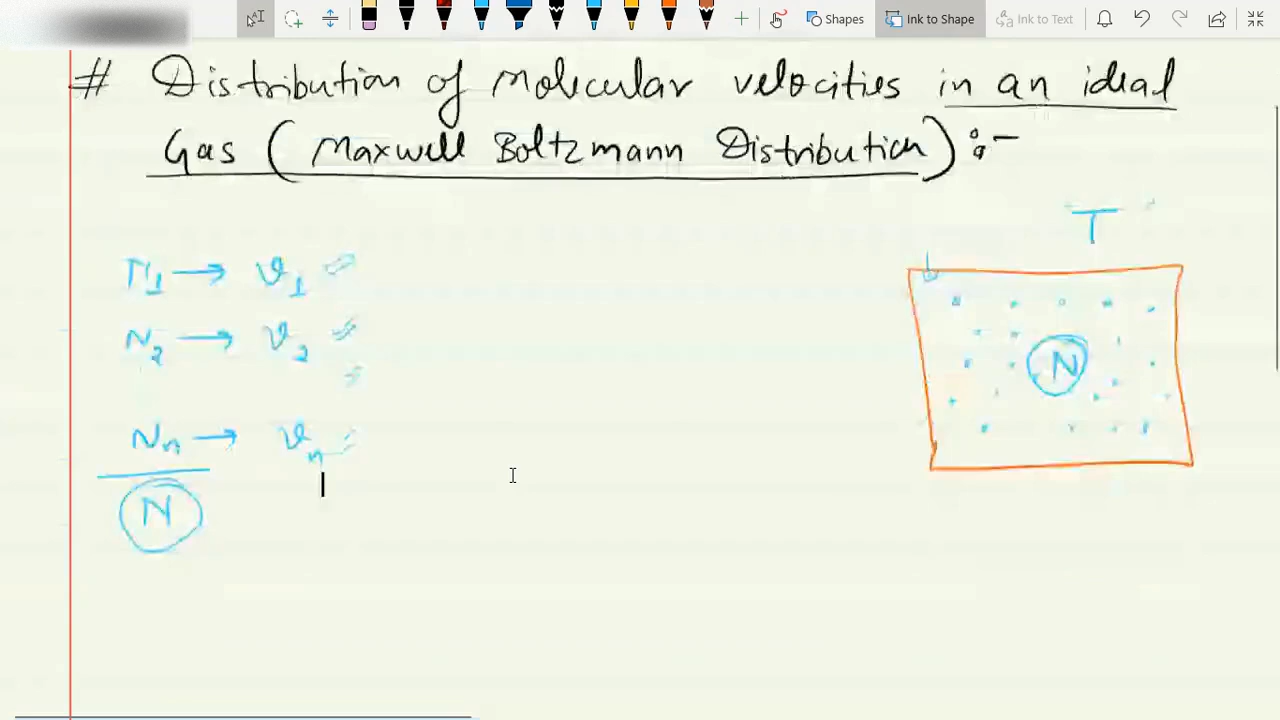 Shapes Ink to Shape Ink to Text
# Distribution of Molecular velocities in an ideal
Gas ( Maxwell Boltzmann Distribution ) :-
T
N1 → v1
N2 → v2
N
Nn → vn
N